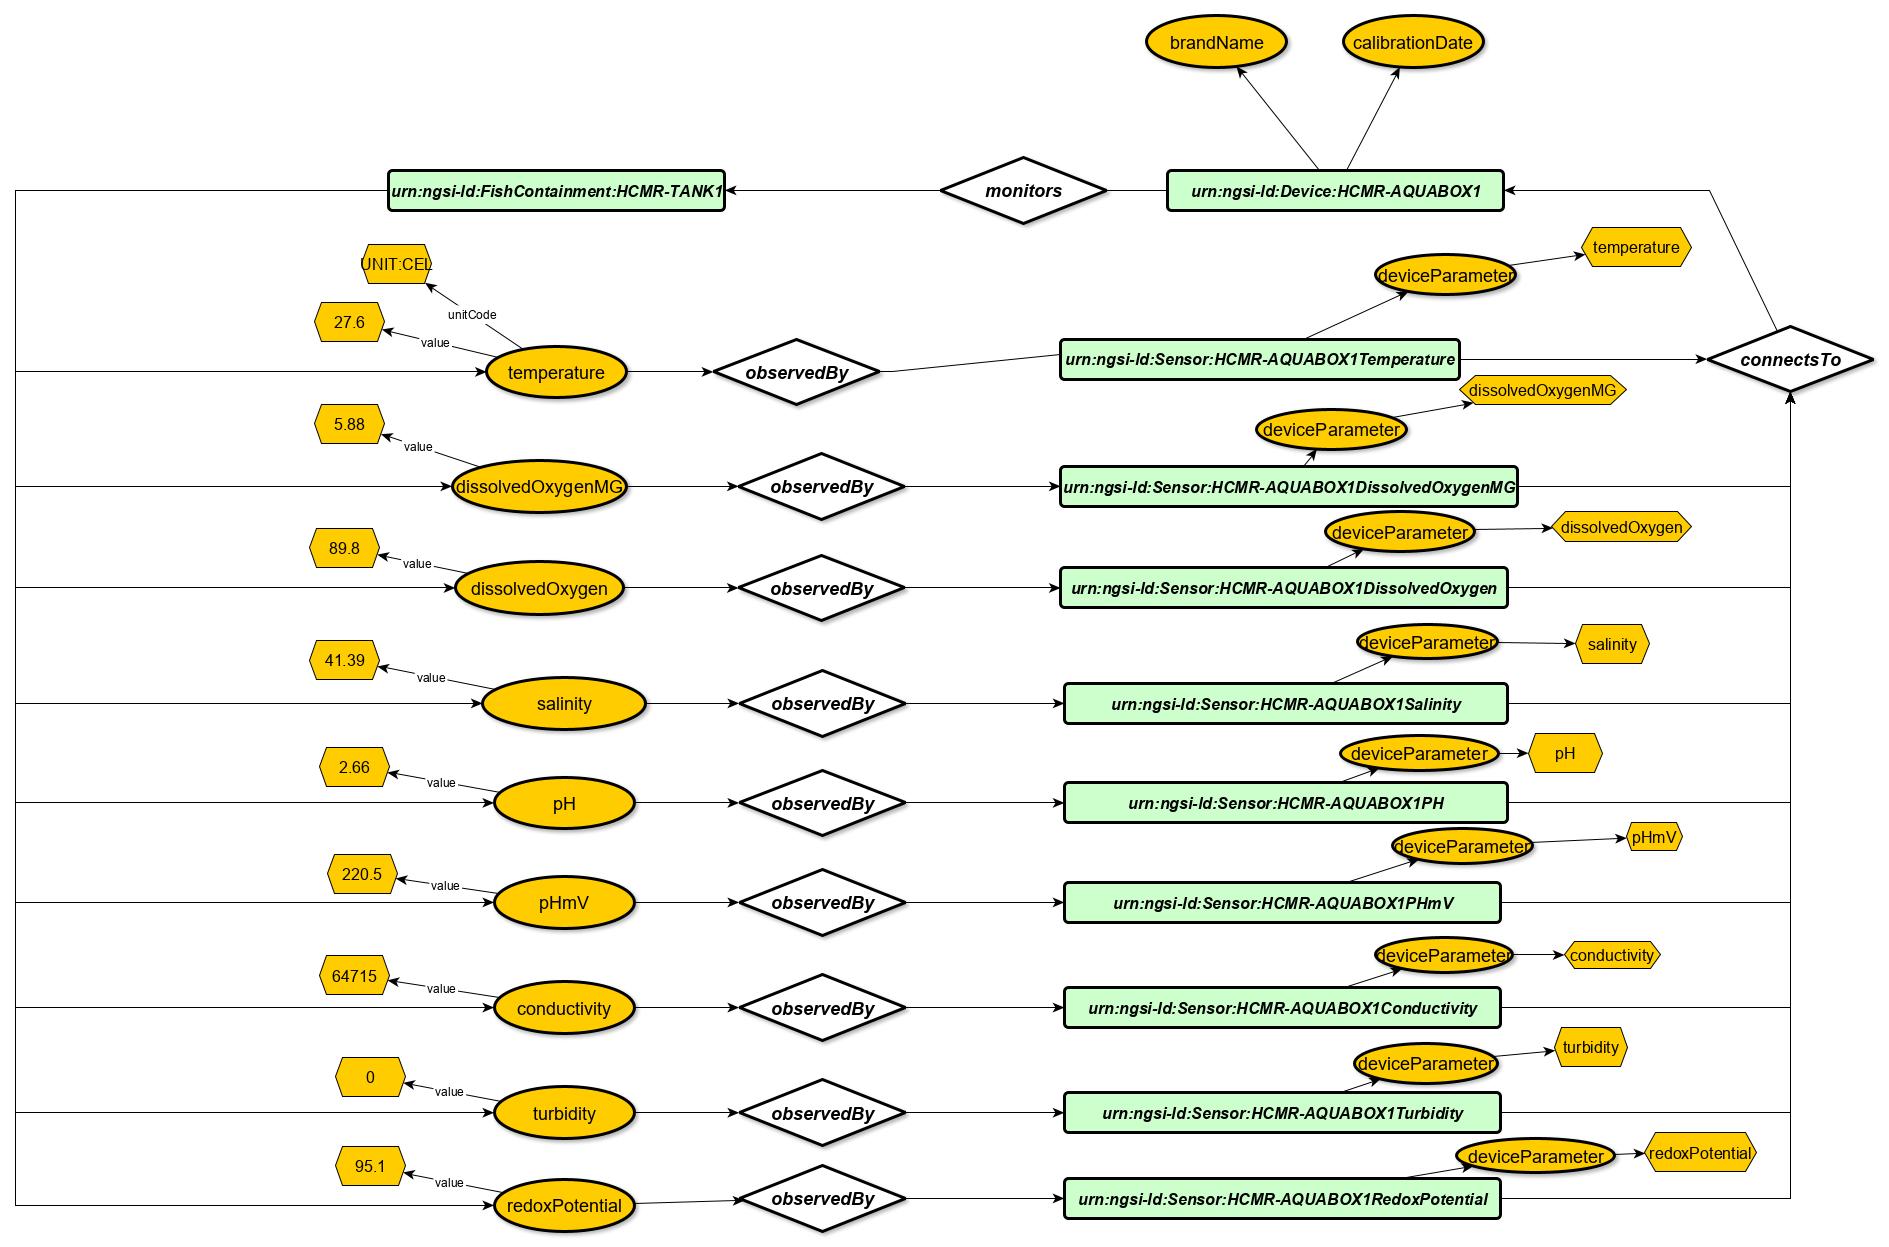 brandName
calibrationDate
urn:ngsi-ld:FishContainment:HCMR-TANK1
monitors
urn:ngsi-ld:Device:HCMR-AQUABOX1
temperature
UNIT:CEL
deviceParameter
unitCode
27.6
value
temperature
observedBy
urn:ngsi-ld:Sensor:HCMR-AQUABOX1Temperature
connectsTo
dissolvedOxygenMG
5.88
deviceParameter
value
dissolvedOxygenMG
observedBy
urn:ngsi-ld:Sensor:HCMR-AQUABOX1DissolvedOxygenMG
dissolvedOxygen
deviceParameter
89.8
value
dissolvedOxygen
observedBy
urn:ngsi-ld:Sensor:HCMR-AQUABOX1DissolvedOxygen
deviceParameter
salinity
41.39
value
salinity
observedBy
urn:ngsi-ld:Sensor:HCMR-AQUABOX1Salinity
deviceParameter
pH
2.66
value
pH
observedBy
urn:ngsi-ld:Sensor:HCMR-AQUABOX1PH
pHmV
deviceParameter
220.5
value
pHmV
observedBy
urn:ngsi-ld:Sensor:HCMR-AQUABOX1PHmV
deviceParameter
conductivity
64715
value
conductivity
observedBy
urn:ngsi-ld:Sensor:HCMR-AQUABOX1Conductivity
turbidity
deviceParameter
0
value
turbidity
observedBy
urn:ngsi-ld:Sensor:HCMR-AQUABOX1Turbidity
redoxPotential
deviceParameter
95.1
value
redoxPotential
observedBy
urn:ngsi-ld:Sensor:HCMR-AQUABOX1RedoxPotential